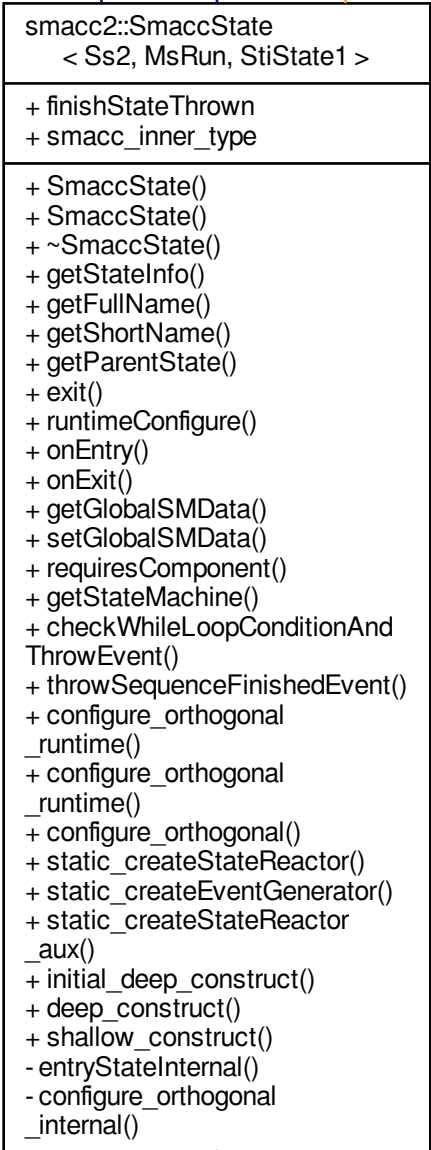 smacc2::SmaccState
< Ss2, MsRun, StiState1 >
+ finishStateThrown
+ smacc_inner_type
+ SmaccState()
+ SmaccState()
+ ~SmaccState()
+ getStateInfo()
+ getFullName()
+ getShortName()
+ getParentState()
+ exit()
+ runtimeConfigure()
+ onEntry()
+ onExit()
+ getGlobalSMData()
+ setGlobalSMData()
+ requiresComponent()
+ getStateMachine()
+ checkWhileLoopConditionAnd
ThrowEvent()
+ throwSequenceFinishedEvent()
+ configure_orthogonal
_runtime()
+ configure_orthogonal
_runtime()
+ configure_orthogonal()
+ static_createStateReactor()
+ static_createEventGenerator()
+ static_createStateReactor
_aux()
+ initial_deep_construct()
+ deep_construct()
+ shallow_construct()
- entryStateInternal()
- configure_orthogonal
_internal()